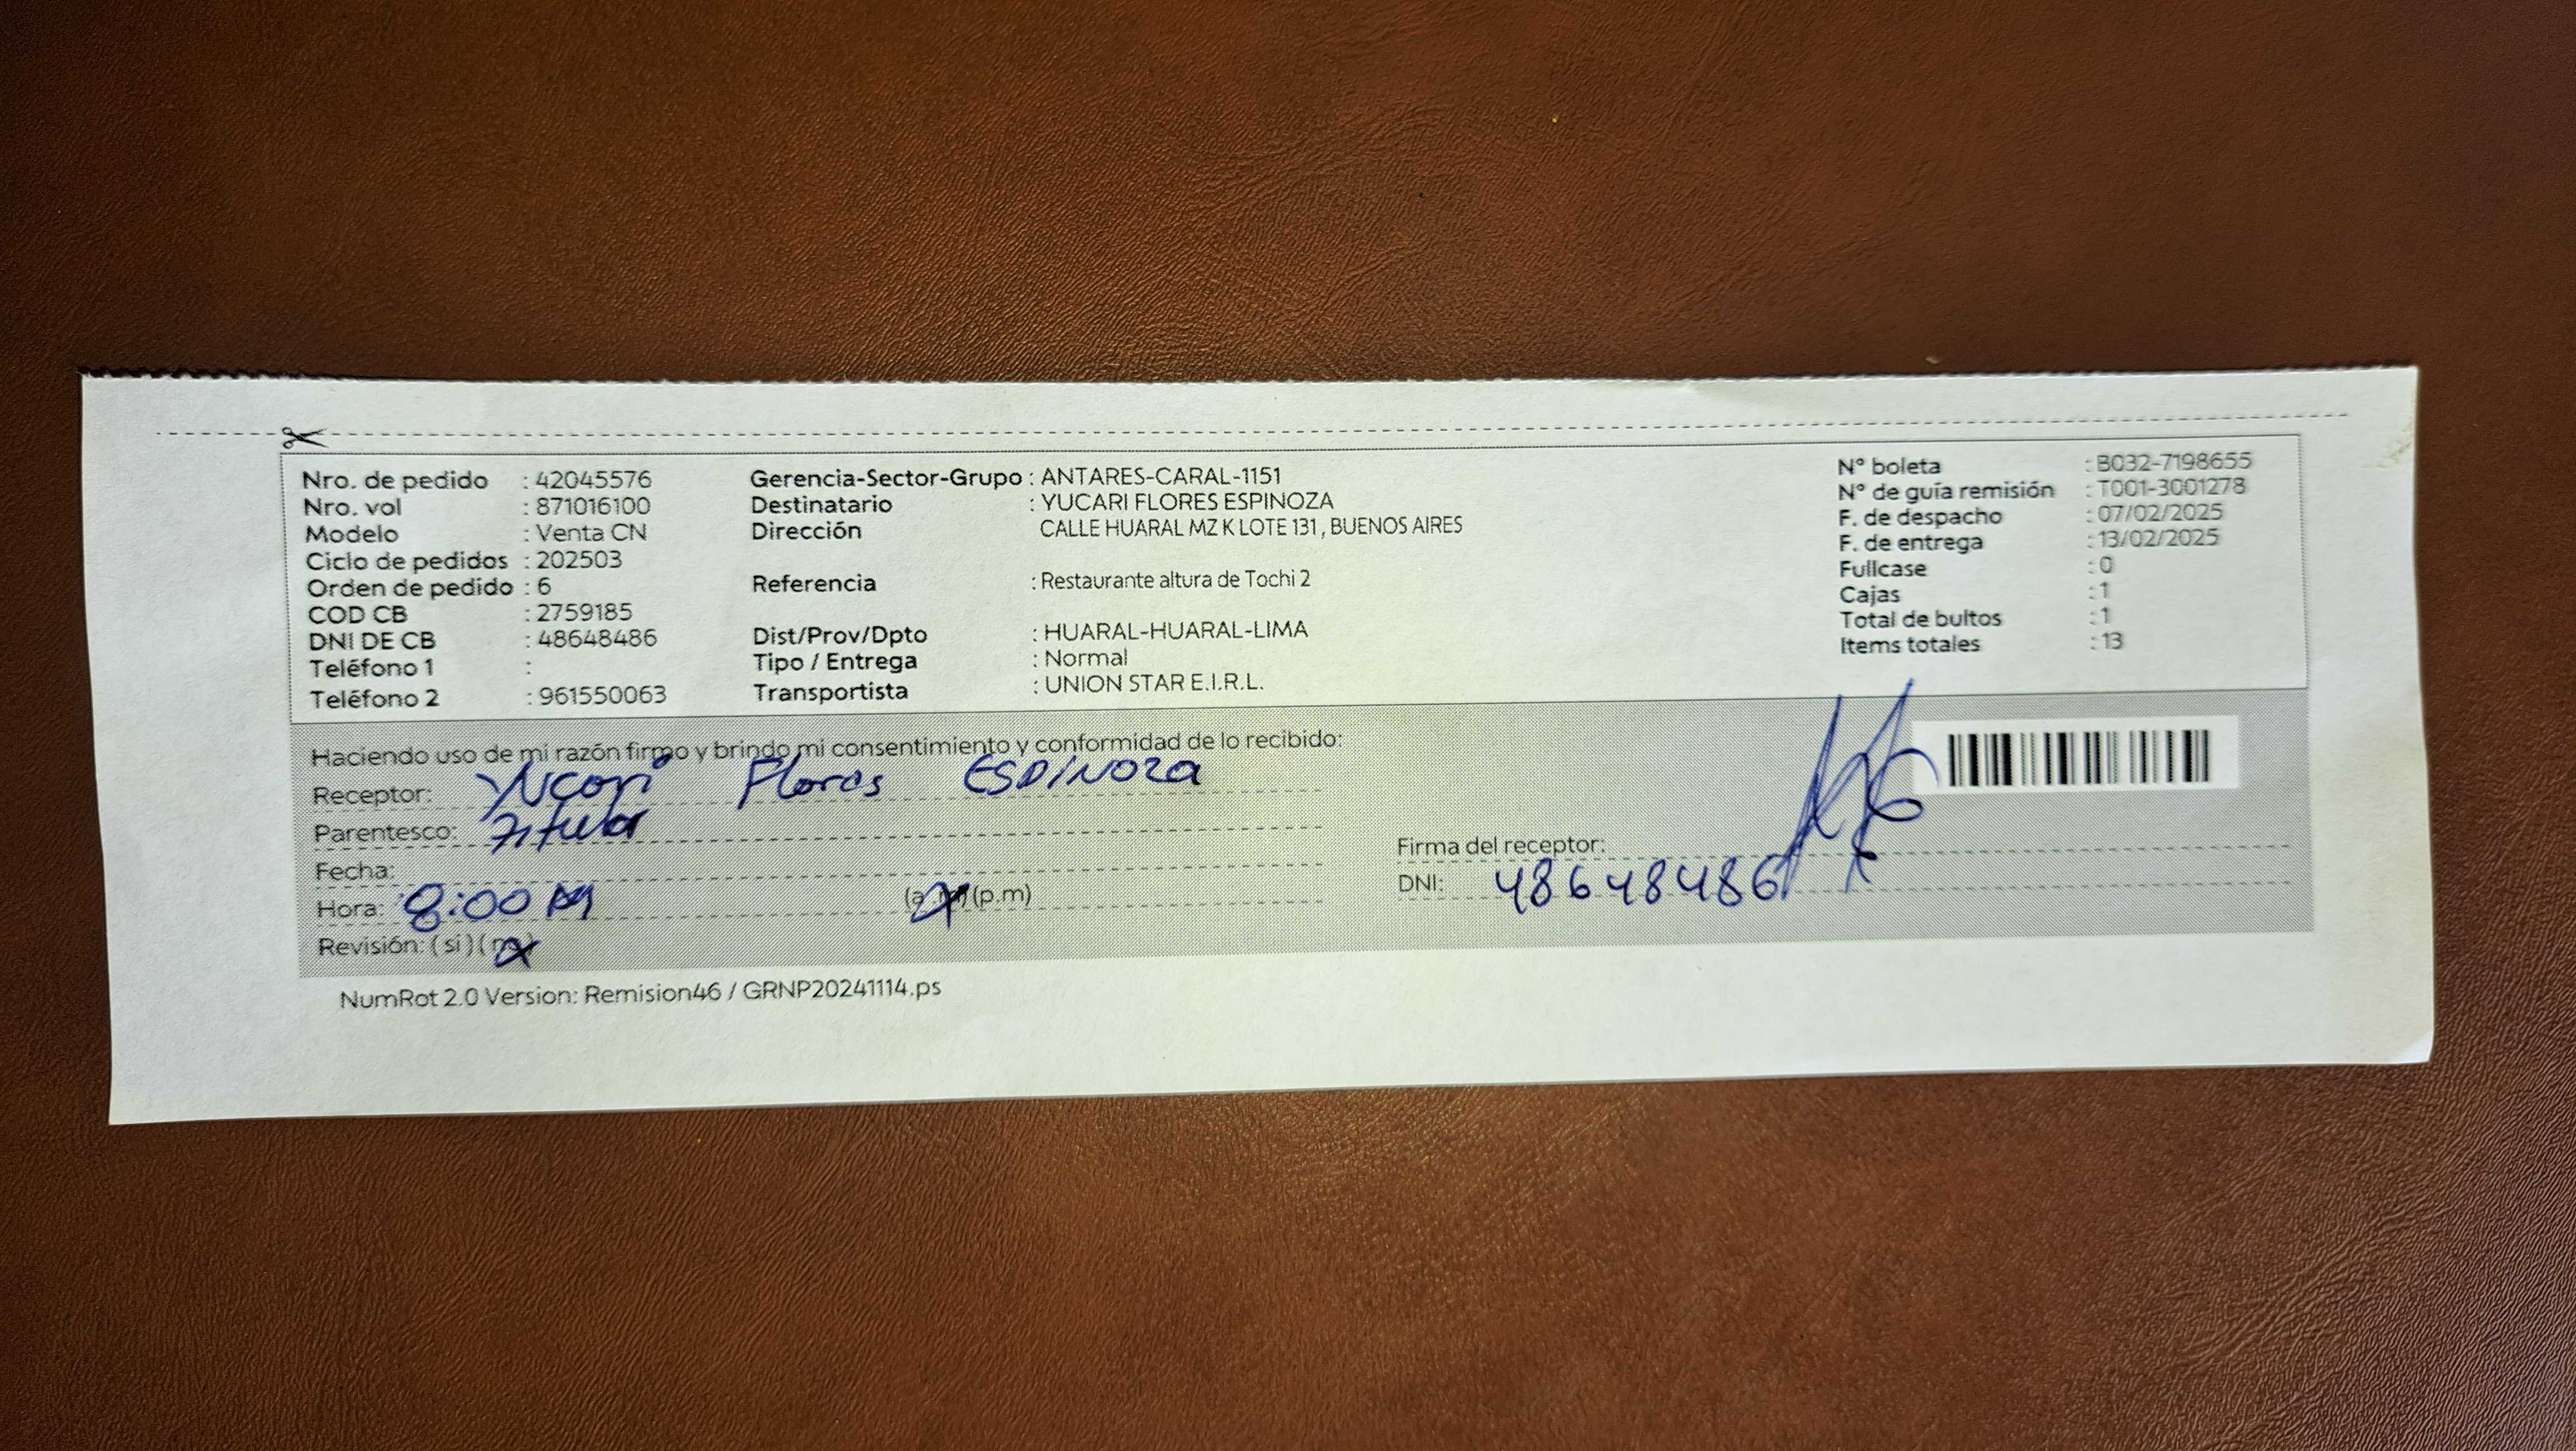 Nro. de pedido : 42045576
Nro. vol : 871016100
Modelo : Venta CN
Ciclo de pedidos : 202503
Orden de pedido : 6
COD CB : 2759185
DNI DE CB : 48648486
Teléfono 1 :
Teléfono 2 : 961550063
Gerencia-Sector-Grupo : ANTARES-CARAL-1151
Destinatario : YUCARI FLORES ESPINOZA
Dirección CALLE HUARAL MZ K LOTE 131, BUENOS AIRES
Referencia : Restaurante altura de Tochi 2
Dist/Prov/Dpto : HUARAL-HUARAL-LIMA
Tipo / Entrega : Normal
Transportista : UNION STAR E.I.R.L.
Nº boleta : B032-7198655
Nº de guía remisión : T001-3001278
F. de despacho : 07/02/2025
F. de entrega : 13/02/2025
Fullcase : 0
Cajas : 1
Total de bultos : 1
Items totales : 13
Haciendo uso de mi razón firmo y brindo mi consentimiento y conformidad de lo recibido:
Receptor: Yucari Flores ESPINOZA
Parentesco: Titular
Fecha:
Hora: 8:00 (a.m) (p.m)
Revisión: (si) (no)
Firma del receptor:
DNI: 48648486
NumRot 2.0 Version: Remision46 / GRNP20241114.ps